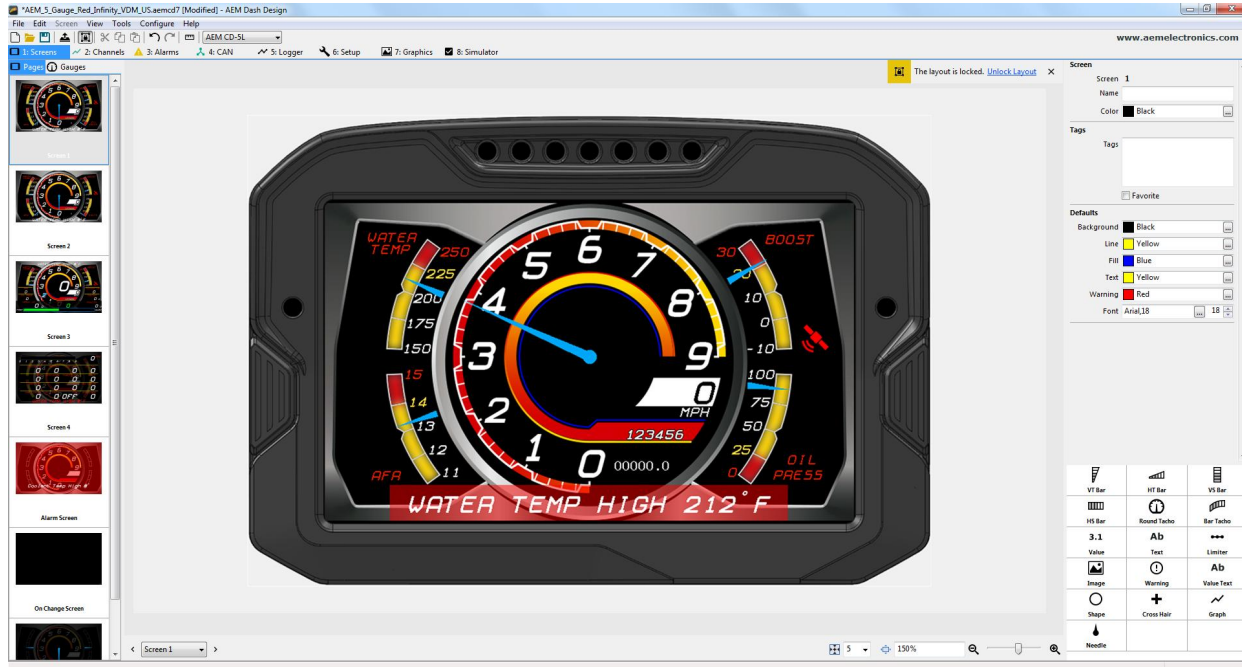 *AEM_5_Gauge_Red_Infinity_VDM_US.aemcd7 [Modified] - AEM Dash Design
File Edit Screen View Tools Configure Help
AEM CD-5L
www.aemelectronics.com
1: Screens 2: Channels 3: Alarms 4: CAN 5: Logger 6: Setup 7: Graphics 8: Simulator
Pages Gauges
Screen 1
Screen 2
Screen 3
Screen 4
Alarm Screen
On Change Screen
The layout is locked. Unlock Layout
WATER
TEMP
250
225
200
175
150
15
14
13
12
11
AFR
0
1
2
3
4
5
6
7
8
9
0
MPH
123456
00000.0
BOOST
30
20
10
0
-10
100
75
50
25
0
OIL
PRESS
WATER TEMP HIGH 212°F
< Screen 1 >
5
150%
Screen
Screen 1
Name
Color Black
Tags
Tags
Favorite
Defaults
Background Black
Line Yellow
Fill Blue
Text Yellow
Warning Red
Font Arial,18 ... 18
VT Bar HT Bar VS Bar
HS Bar Round Tacho Bar Tacho
3.1 Ab
Value Text Limiter
Ab
Image Warning Value Text
Shape Cross Hair Graph
Needle